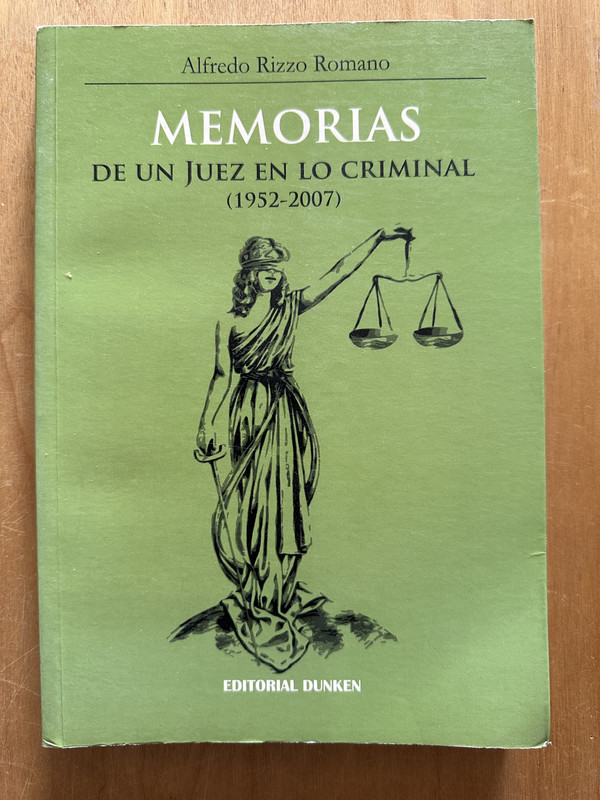 Alfredo Rizzo Romano
MEMORIAS
DE UN JUEZ EN LO CRIMINAL
(1952-2007)
EDITORIAL DUNKEN